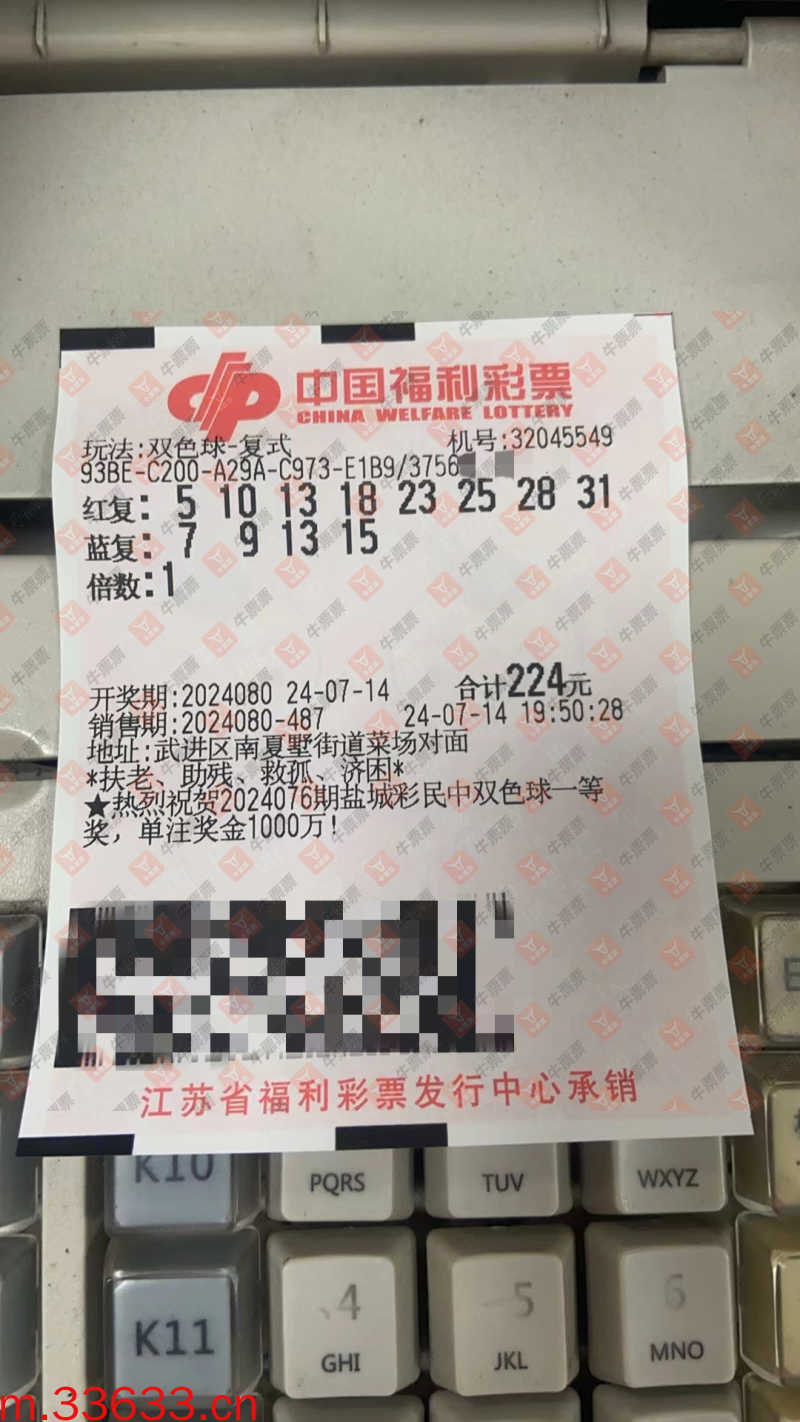 中国福利彩票
CHINA WELFARE LOTTERY
玩法:双色球-复式 机号:32045549
93BE-C200-A29A-C973-E1B9/3756
红复: 5 10 13 18 23 25 28 31
蓝复: 7 9 13 15
倍数:1
开奖期:2024080 24-07-14 合计224元
销售期:2024080-487 24-07-14 19:50:28
地址:武进区南夏墅街道菜场对面
*扶老、助残、救孤、济困*
★热烈祝贺2024076期盐城彩民中双色球一等
奖，单注奖金1000万!
江苏省福利彩票发行中心承销
K10 PQRS TUV WXYZ
K11 4 GHI 5 JKL 6 MNO
牛票票
m.33633.cn